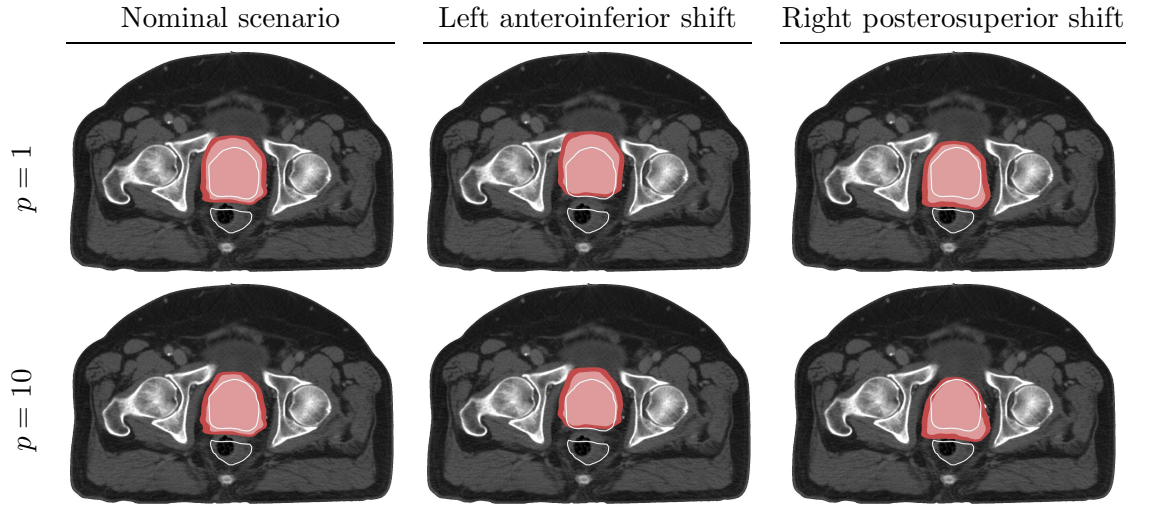 Nominal scenario
Left anteroinferior shift
Right posterosuperior shift
p = 1
p = 10